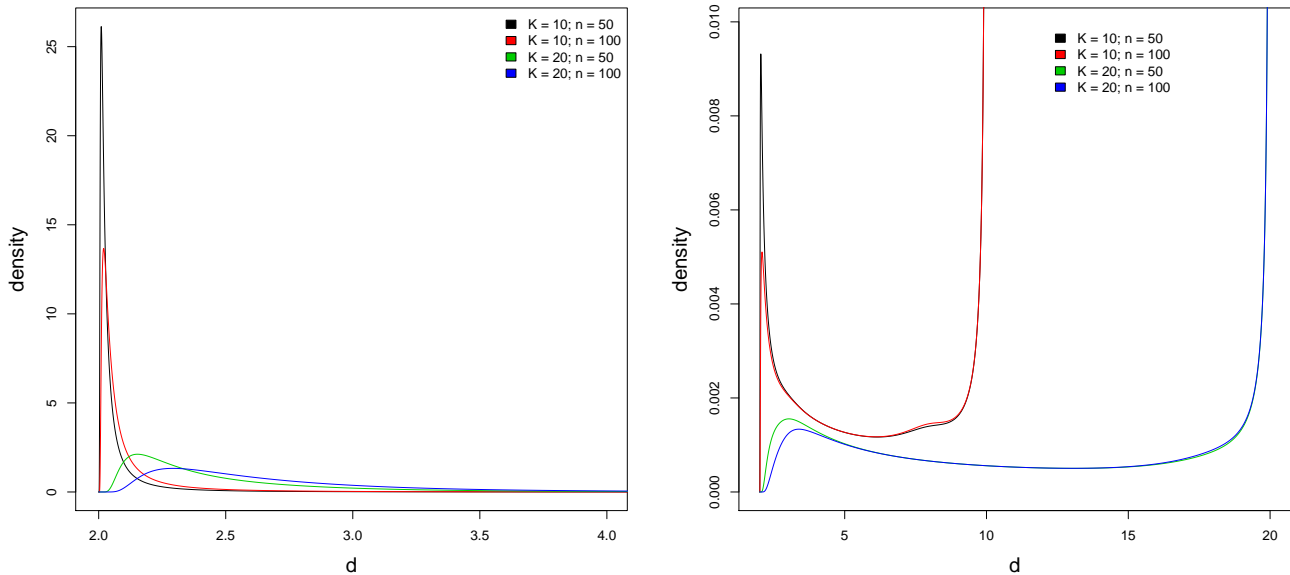 density
25
20
15
10
5
0
K = 10; n = 50
K = 10; n = 100
K = 20; n = 50
K = 20; n = 100
2.0 2.5 3.0 3.5 4.0
d
density
0.010
0.008
0.006
0.004
0.002
0.000
K = 10; n = 50
K = 10; n = 100
K = 20; n = 50
K = 20; n = 100
5 10 15 20
d